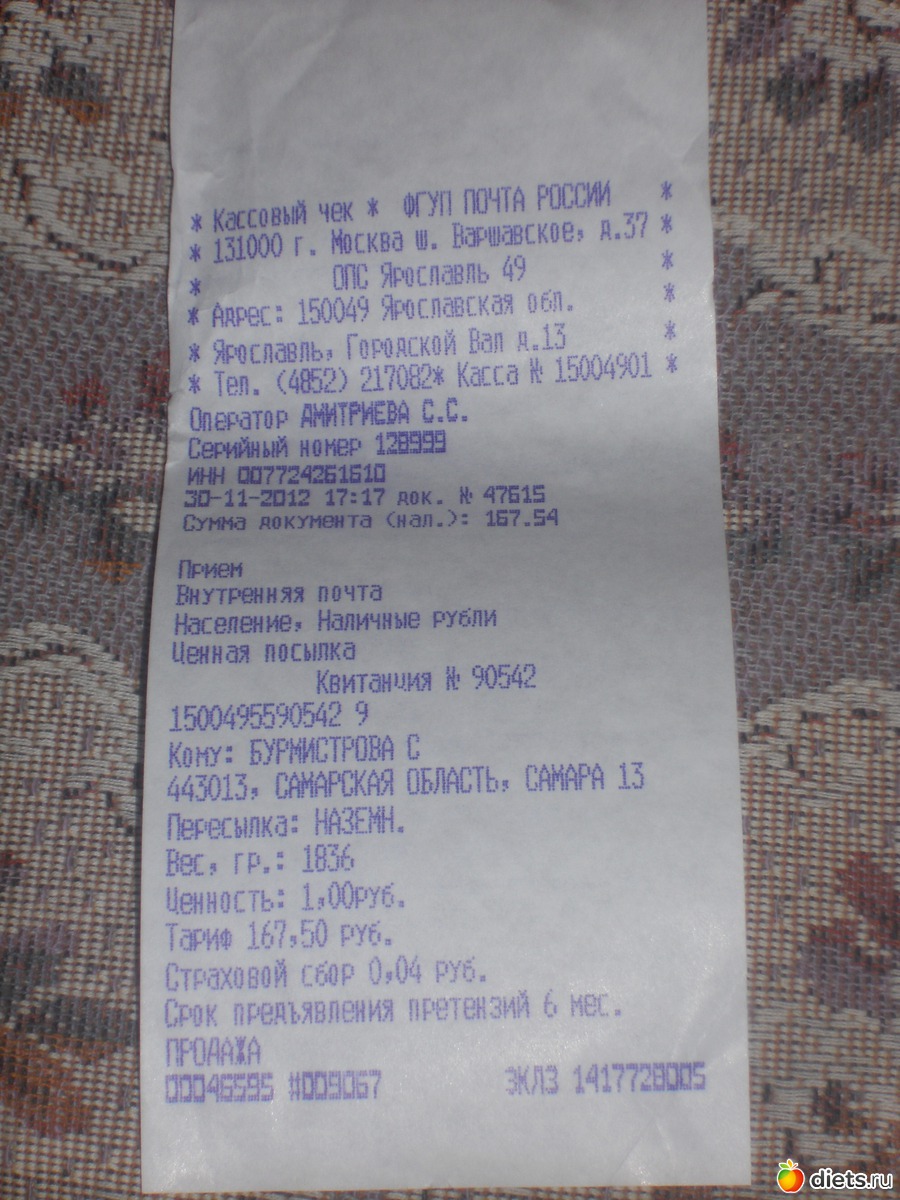 * Кассовый чек * ФГУП ПОЧТА РОССИИ *
* 131000 г. Москва ш. Варшавское, д.37 *
* ОПС Ярославль 49 *
* Адрес: 150049 Ярославская обл. *
* Ярославль, Городской Вал д.13 *
* Тел. (4852) 217082* Касса № 15004901 *
Оператор ДМИТРИЕВА С.С.
Серийный номер 128999
ИНН 007724261610
30-11-2012 17:17 док. № 47615
Сумма документа (нал.): 167.54
Прием
Внутренняя почта
Население, Наличные рубли
Ценная посылка
Квитанция № 90542
1500495590542 9
Кому: БУРМИСТРОВА С
443013, САМАРСКАЯ ОБЛАСТЬ, САМАРА 13
Пересылка: НАЗЕМН.
Вес, гр.: 1836
Ценность: 1,00руб.
Тариф 167,50 руб.
Страховой сбор 0,04 руб.
Срок предъявления претензий 6 мес.
ПРОДАЖА
00046595 #009067 ЭКЛЗ 1417728005
diets.ru